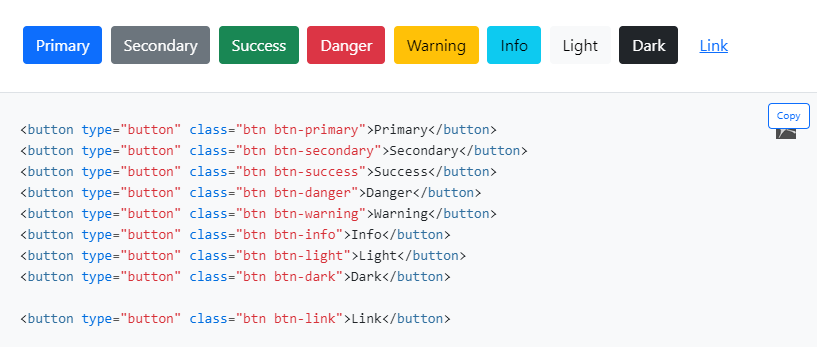 Primary Secondary Success Danger Warning Info Light Dark Link
Copy
<button type="button" class="btn btn-primary">Primary</button>
<button type="button" class="btn btn-secondary">Secondary</button>
<button type="button" class="btn btn-success">Success</button>
<button type="button" class="btn btn-danger">Danger</button>
<button type="button" class="btn btn-warning">Warning</button>
<button type="button" class="btn btn-info">Info</button>
<button type="button" class="btn btn-light">Light</button>
<button type="button" class="btn btn-dark">Dark</button>
<button type="button" class="btn btn-link">Link</button>